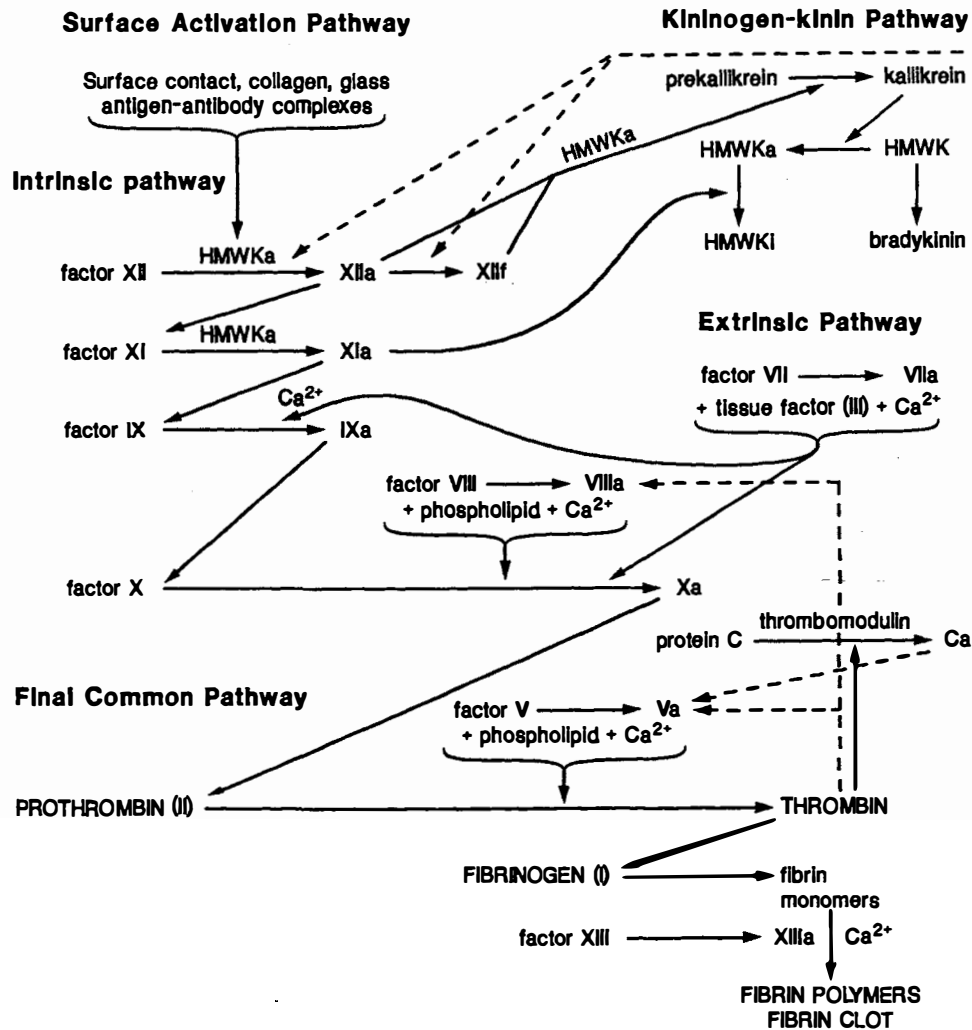 Surface Activation Pathway
Kininogen-kinin Pathway
Surface contact, collagen, glass
antigen-antibody complexes
prekallikrein
kallikrein
HMWKa
HMWKa
HMWK
Intrinsic pathway
HMWKi
bradykinin
factor XII
HMWKa
XIIa
XIIf
Extrinsic Pathway
factor XI
HMWKa
XIa
factor VII
VIIa
+ tissue factor (III) + Ca²⁺
Ca²⁺
factor IX
IXa
factor VIII
VIIIa
+ phospholipid + Ca²⁺
factor X
Xa
thrombomodulin
protein C
Ca
Final Common Pathway
factor V
Va
+ phospholipid + Ca²⁺
PROTHROMBIN (II)
THROMBIN
FIBRINOGEN (I)
fibrin
monomers
factor XIII
XIIIa
Ca²⁺
FIBRIN POLYMERS
FIBRIN CLOT